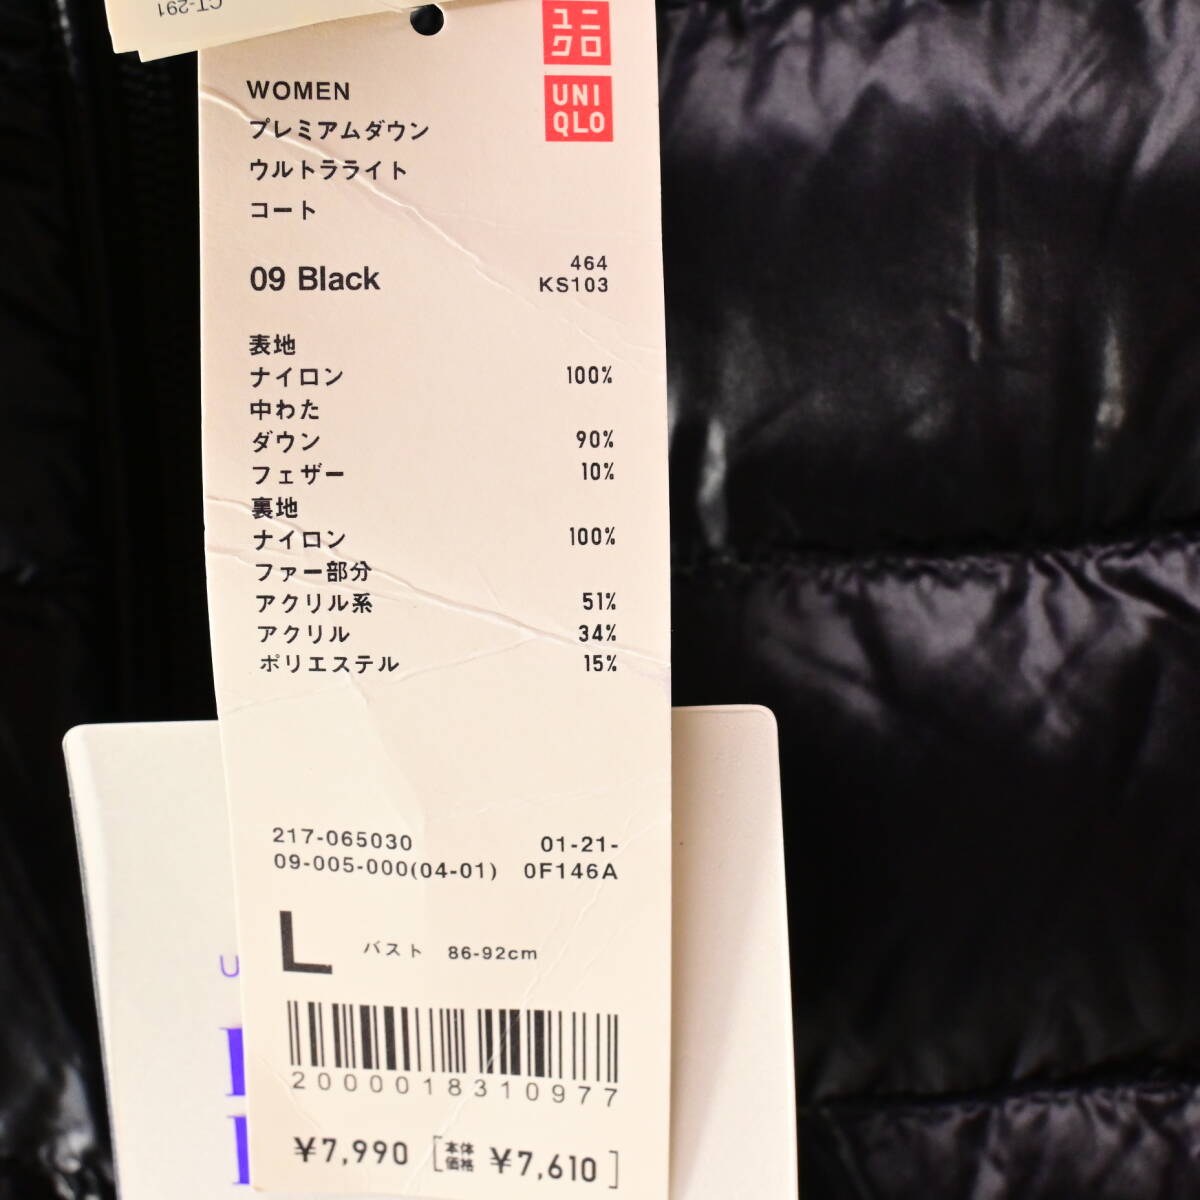 CT-291
ユニ
クロ
UNI
QLO
WOMEN
プレミアムダウン
ウルトラライト
コート
09 Black
464
KS103
表地
ナイロン 100%
中わた
ダウン 90%
フェザー 10%
裏地
ナイロン 100%
ファー部分
アクリル系 51%
アクリル 34%
ポリエステル 15%
217-065030 01-21-
09-005-000(04-01) 0F146A
L バスト 86-92cm
2000018310977
¥7,990 [本体価格 ¥7,610]
U